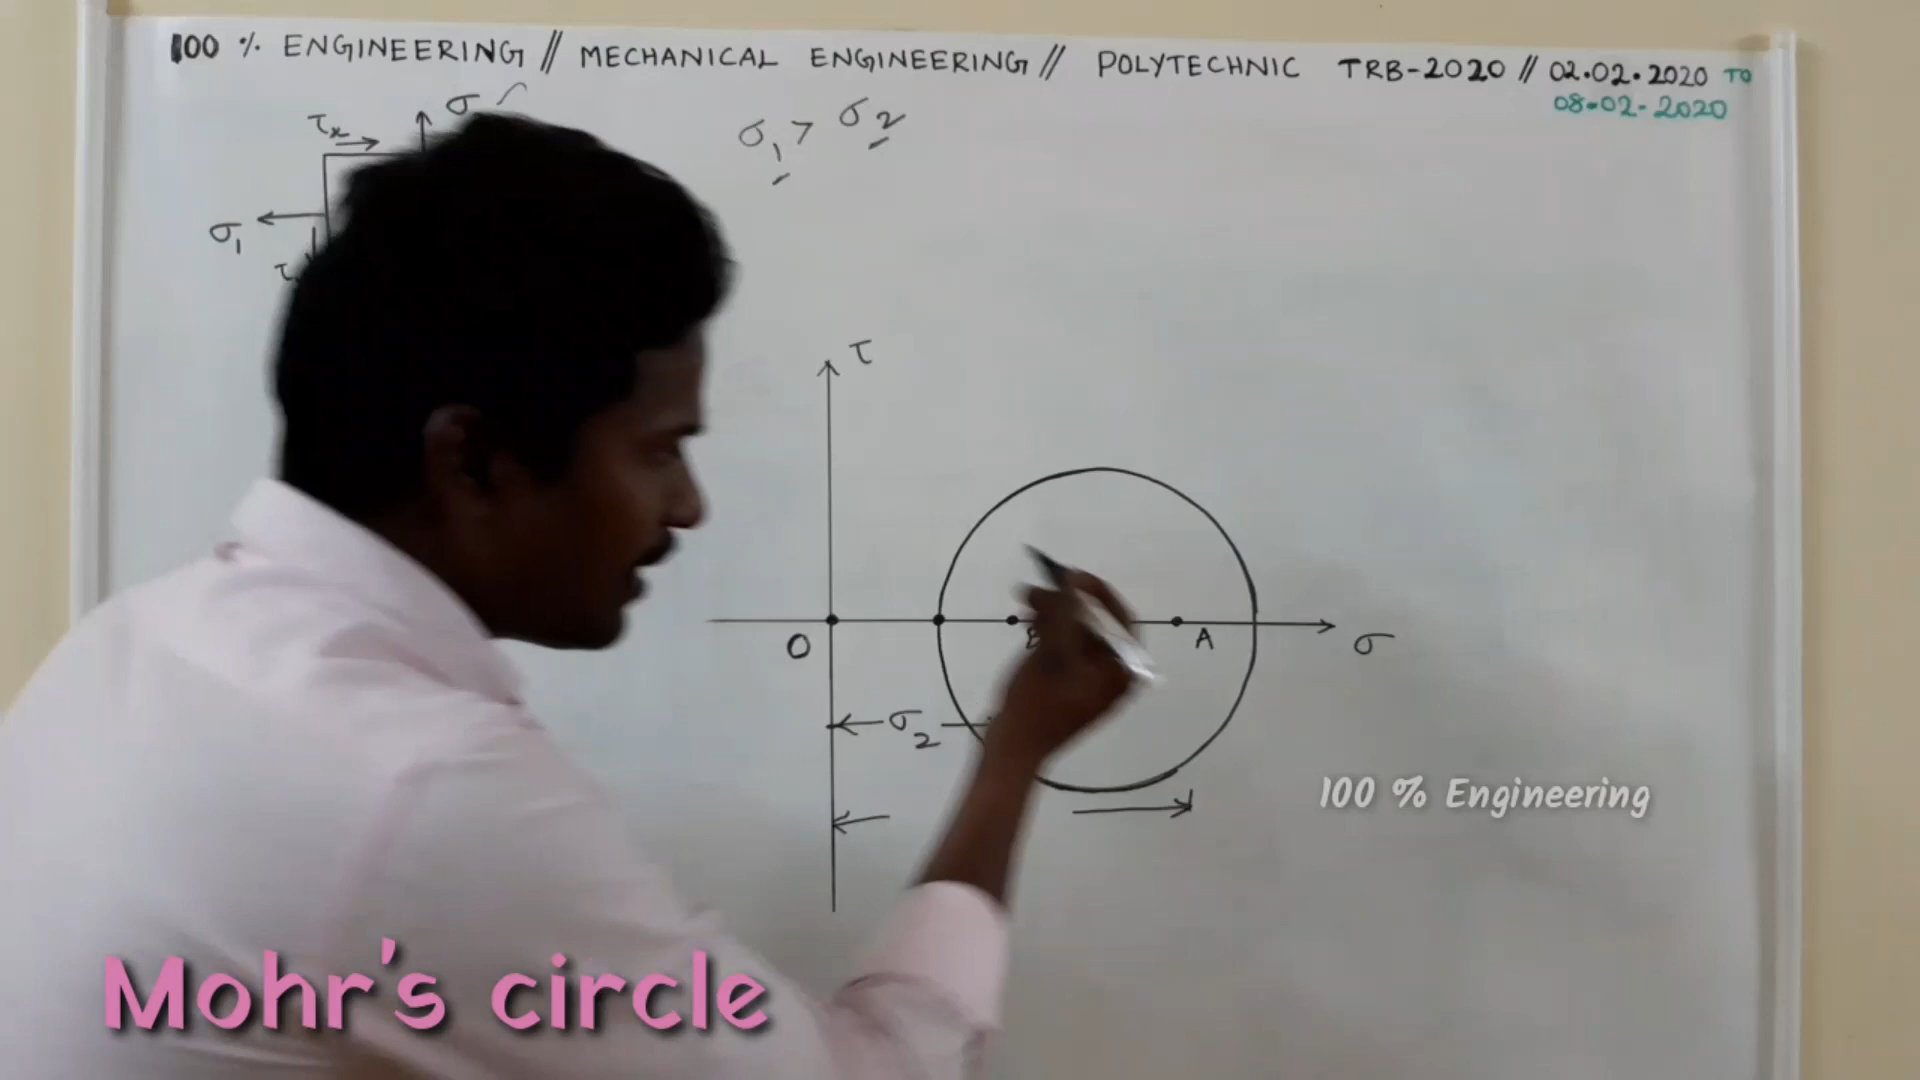 100 % ENGINEERING // MECHANICAL ENGINEERING // POLYTECHNIC TRB-2020 // 02.02.2020 TO
08-02-2020
σ
τx
σ1 > σ2
σ1
τ
τ
O
A
σ
σ2
100 % Engineering
Mohr's circle